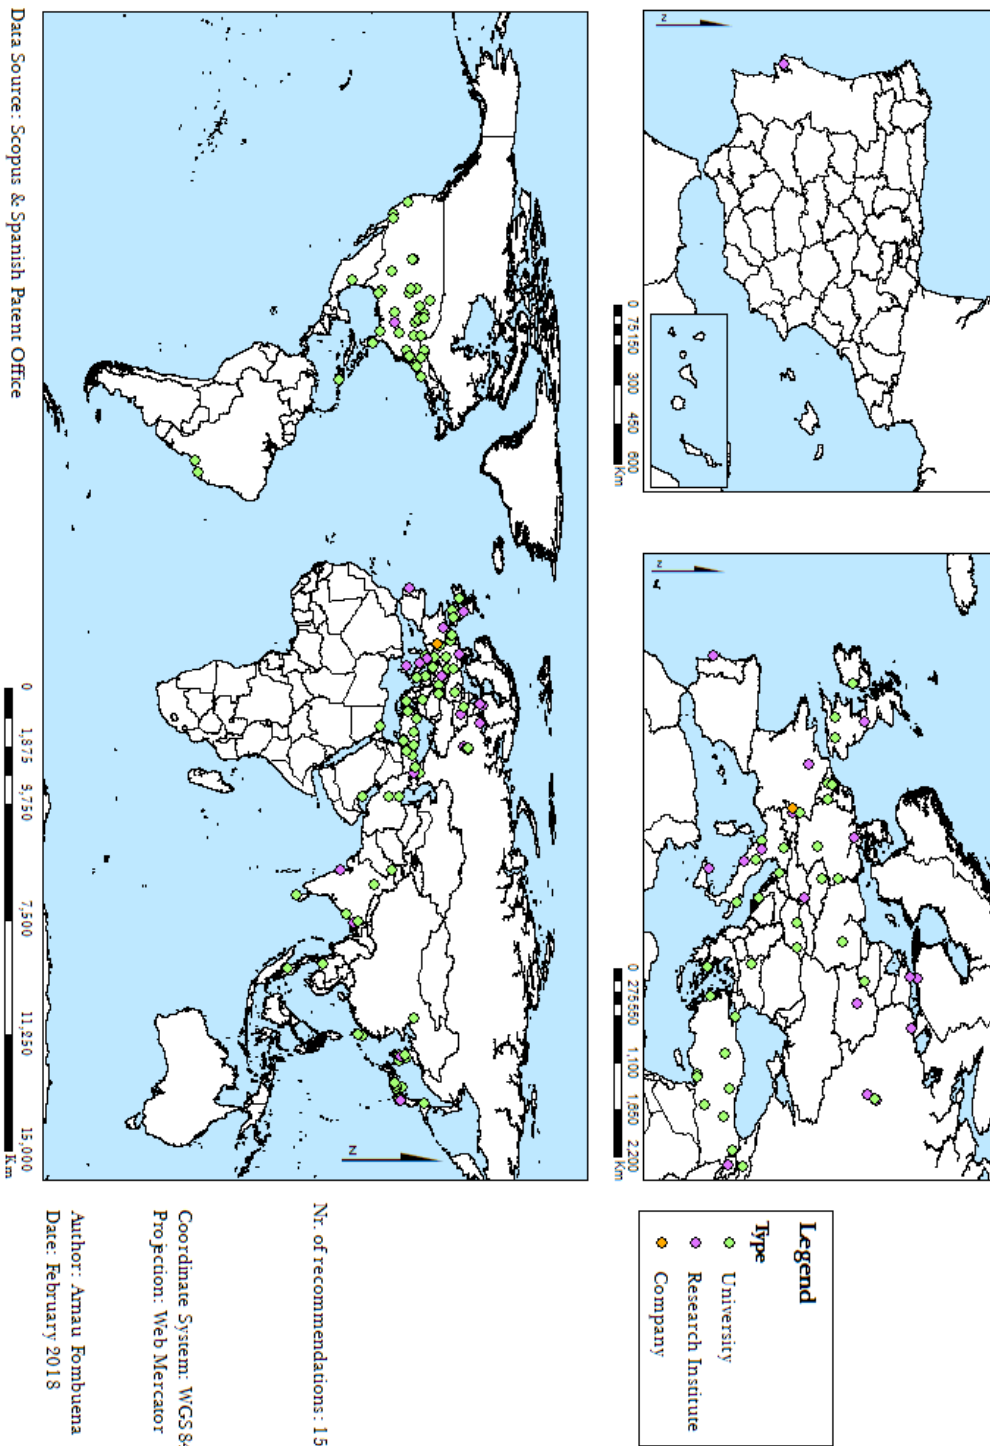 Z
0 75 150 300 450 600
Km
Z
0 275 550 1,100 1,650 2,200
Km
Legend
Type
University
Research Institute
Company
N
0 1,875 3,750 7,500 11,250 15,000
Km
Nr. of recommendations: 15
Coordinate System: WGS 84
Projection: Web Mercator
Author: Arnau Fombuena
Date: February 2018
Data Source: Scopus & Spanish Patent Office